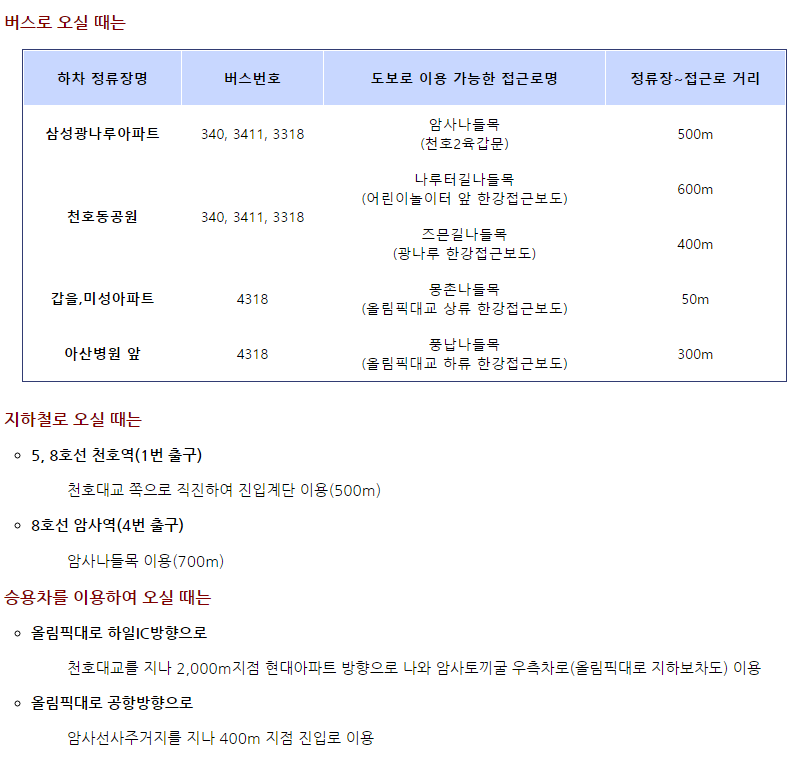 버스로 오실 때는
하차 정류장명 버스번호 도보로 이용 가능한 접근로명 정류장~접근로 거리
삼성광나루아파트 340, 3411, 3318 암사나들목 (천호2육갑문) 500m
천호동공원 340, 3411, 3318 나루터길나들목 (어린이놀이터 앞 한강접근보도) 600m
즈믄길나들목 (광나루 한강접근보도) 400m
갑을,미성아파트 4318 몽촌나들목 (올림픽대교 상류 한강접근보도) 50m
아산병원 앞 4318 풍납나들목 (올림픽대교 하류 한강접근보도) 300m
지하철로 오실 때는
5, 8호선 천호역(1번 출구)
천호대교 쪽으로 직진하여 진입계단 이용(500m)
8호선 암사역(4번 출구)
암사나들목 이용(700m)
승용차를 이용하여 오실 때는
올림픽대로 하일IC방향으로
천호대교를 지나 2,000m지점 현대아파트 방향으로 나와 암사토끼굴 우측차로(올림픽대로 지하보차도) 이용
올림픽대로 공항방향으로
암사선사주거지를 지나 400m 지점 진입로 이용